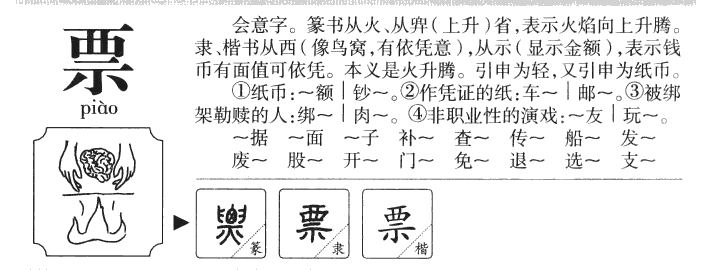 票
piào
会意字。篆书从火、从𢍱(上升)省,表示火焰向上升腾。
隶、楷书从西(像鸟窝,有依凭意),从示(显示金额),表示钱
币有面值可依凭。本义是火升腾。引申为轻,又引申为纸币。
①纸币:～额｜钞～。②作凭证的纸:车～｜邮～。③被绑
架勒赎的人:绑～｜肉～。④非职业性的演戏:～友｜玩～。
～据 ～面 ～子 补～ 查～ 传～ 船～ 发～
废～ 股～ 开～ 门～ 免～ 退～ 选～ 支～
篆 票 隶 票 楷